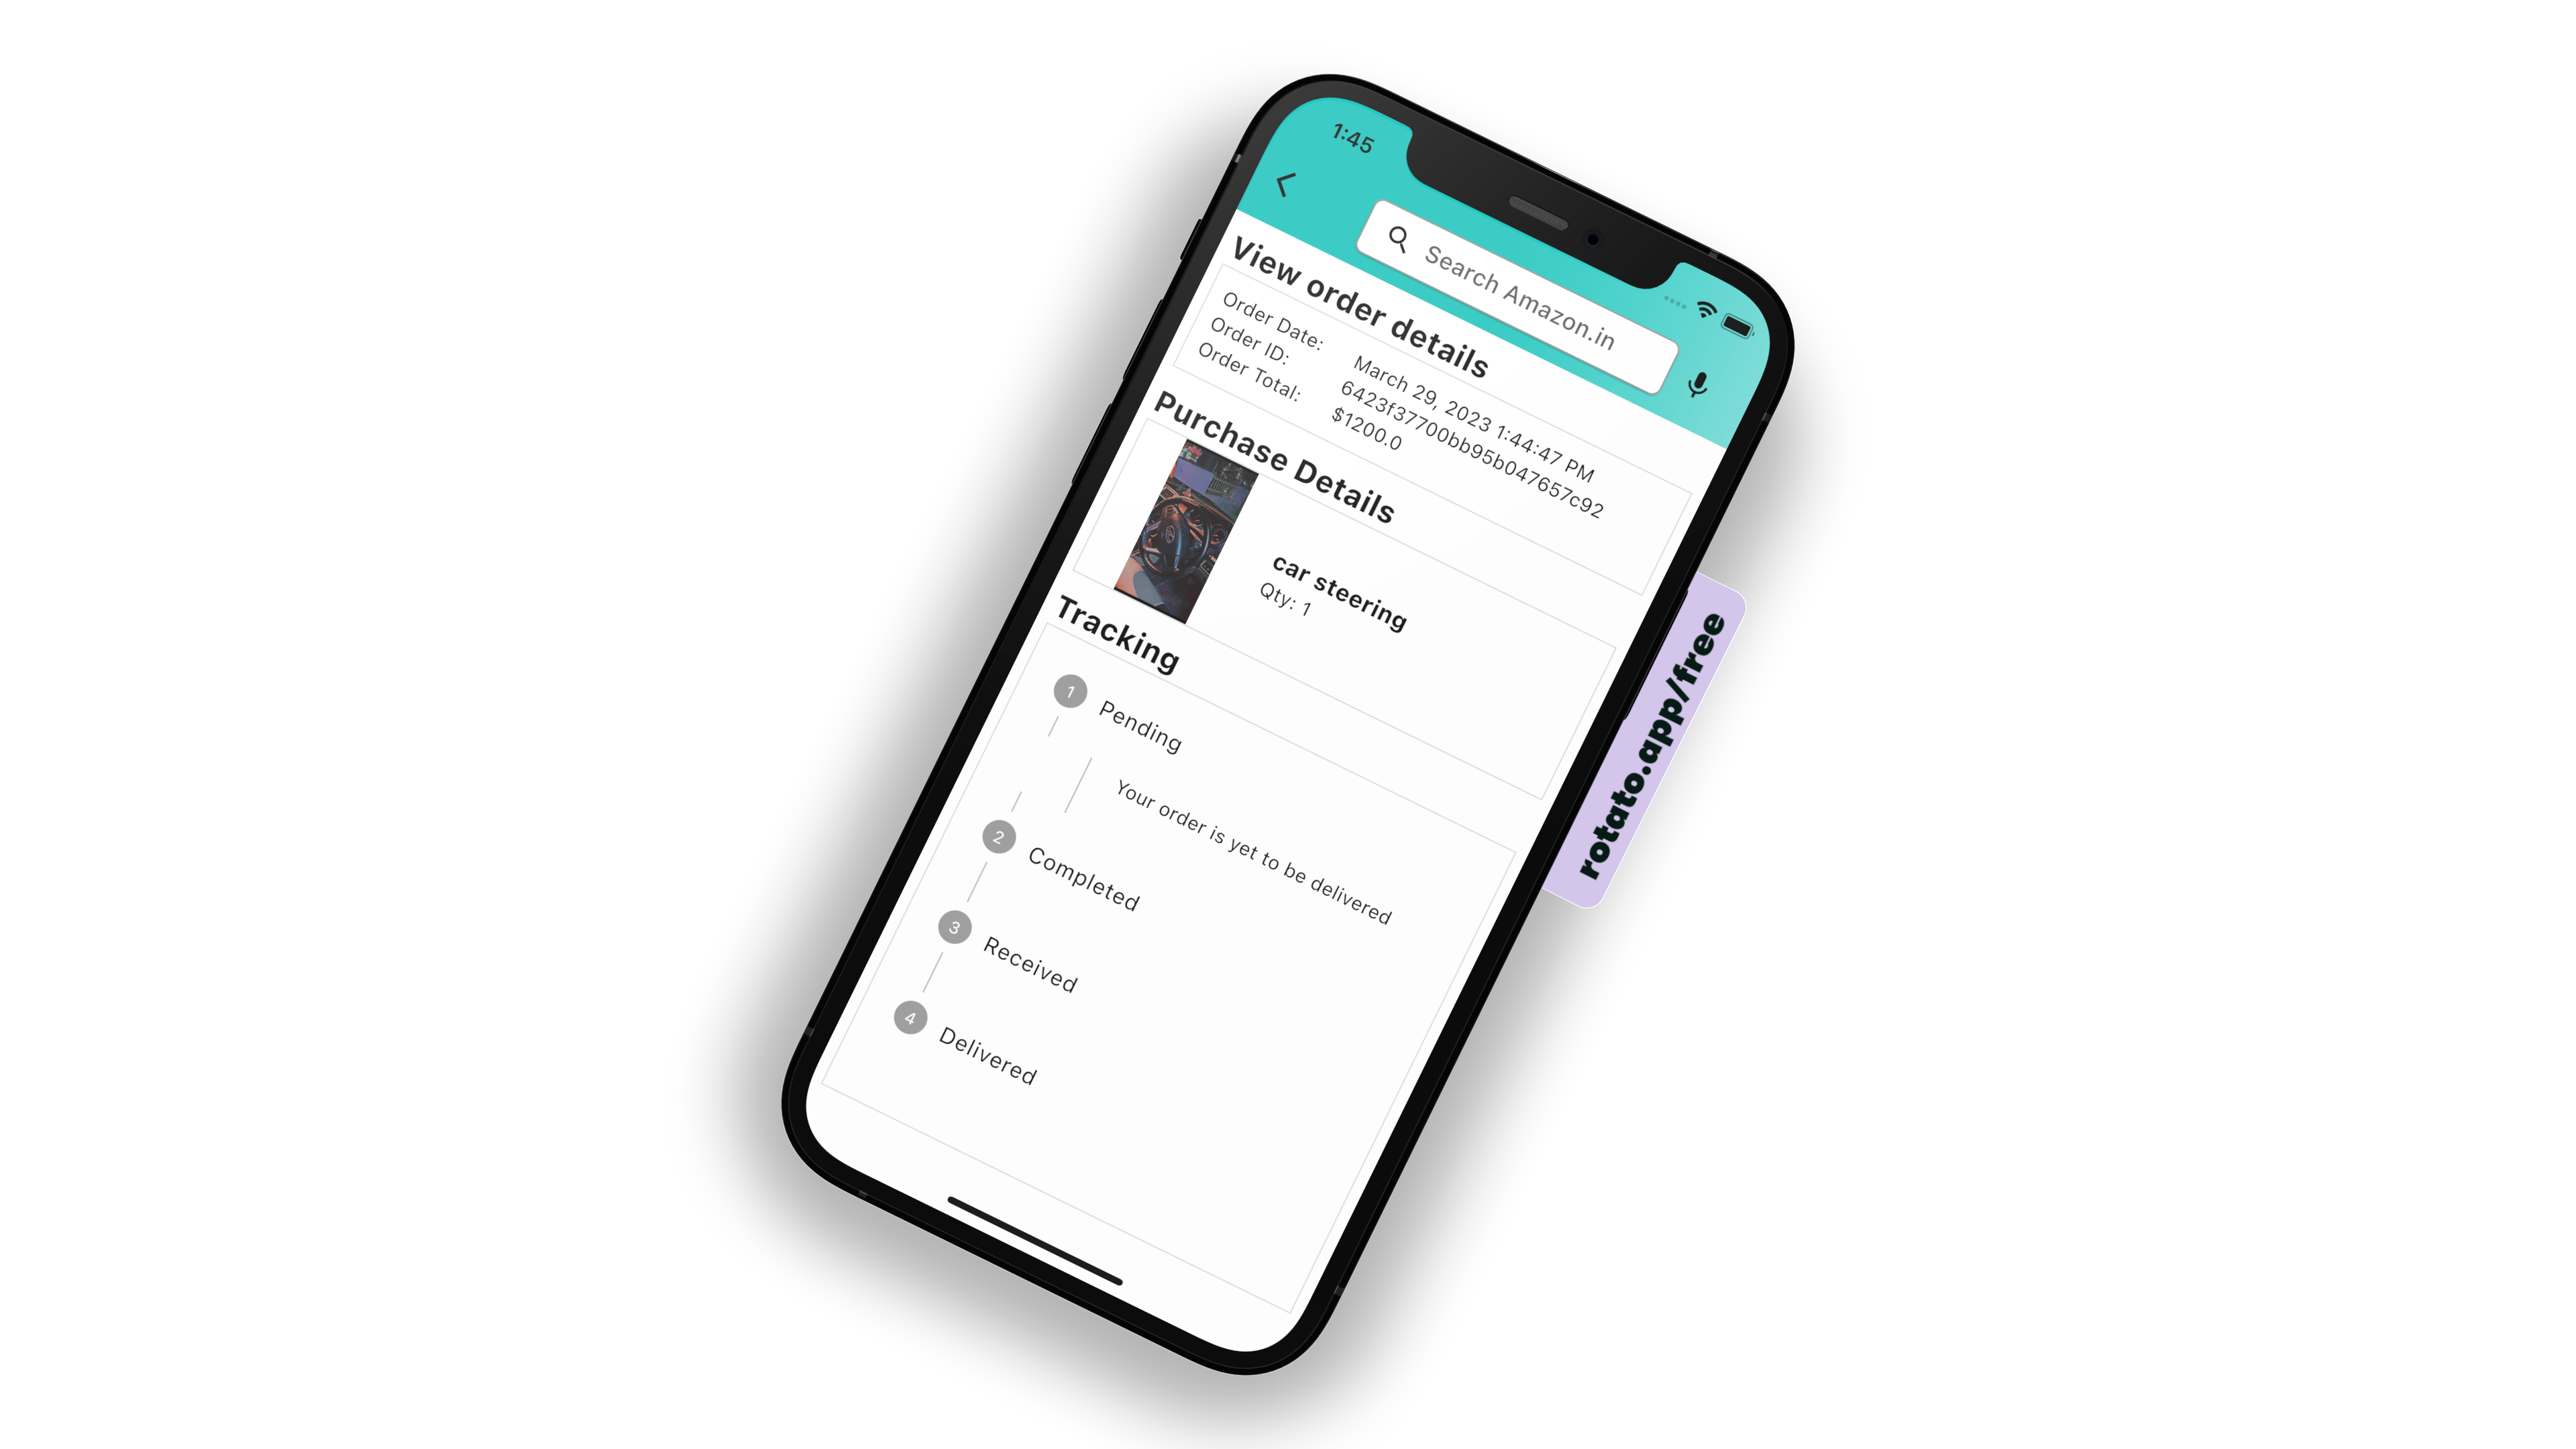 1:45
Search Amazon.in
View order details
Order Date: March 29, 2023 1:44:47 PM
Order ID: 6423f37700bb95b047657c92
Order Total: $1200.0
Purchase Details
car steering
Qty: 1
Tracking
1 Pending
Your order is yet to be delivered
2 Completed
3 Received
4 Delivered
rotato.app/free